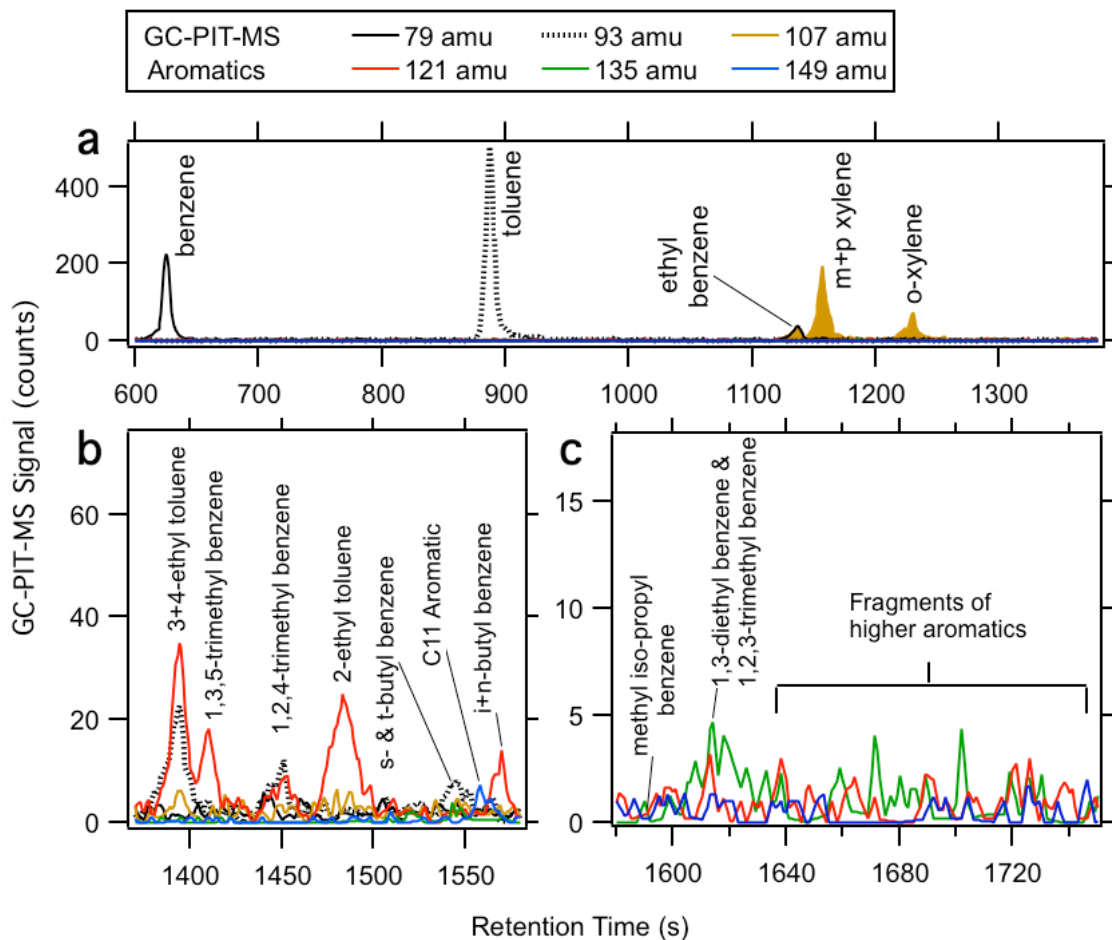 GC-PIT-MS
Aromatics
79 amu
93 amu
107 amu
121 amu
135 amu
149 amu
GC-PIT-MS Signal (counts)
a
400
200
0
benzene
toluene
ethyl
benzene
m+p xylene
o-xylene
600
700
800
900
1000
1100
1200
1300
b
60
40
20
0
3+4-ethyl toluene
1,3,5-trimethyl benzene
1,2,4-trimethyl benzene
2-ethyl toluene
s- & t-butyl benzene
C11 Aromatic
i+n-butyl benzene
1400
1450
1500
1550
c
15
10
5
0
methyl iso-propyl
benzene
1,3-diethyl benzene &
1,2,3-trimethyl benzene
Fragments of
higher aromatics
1600
1640
1680
1720
Retention Time (s)